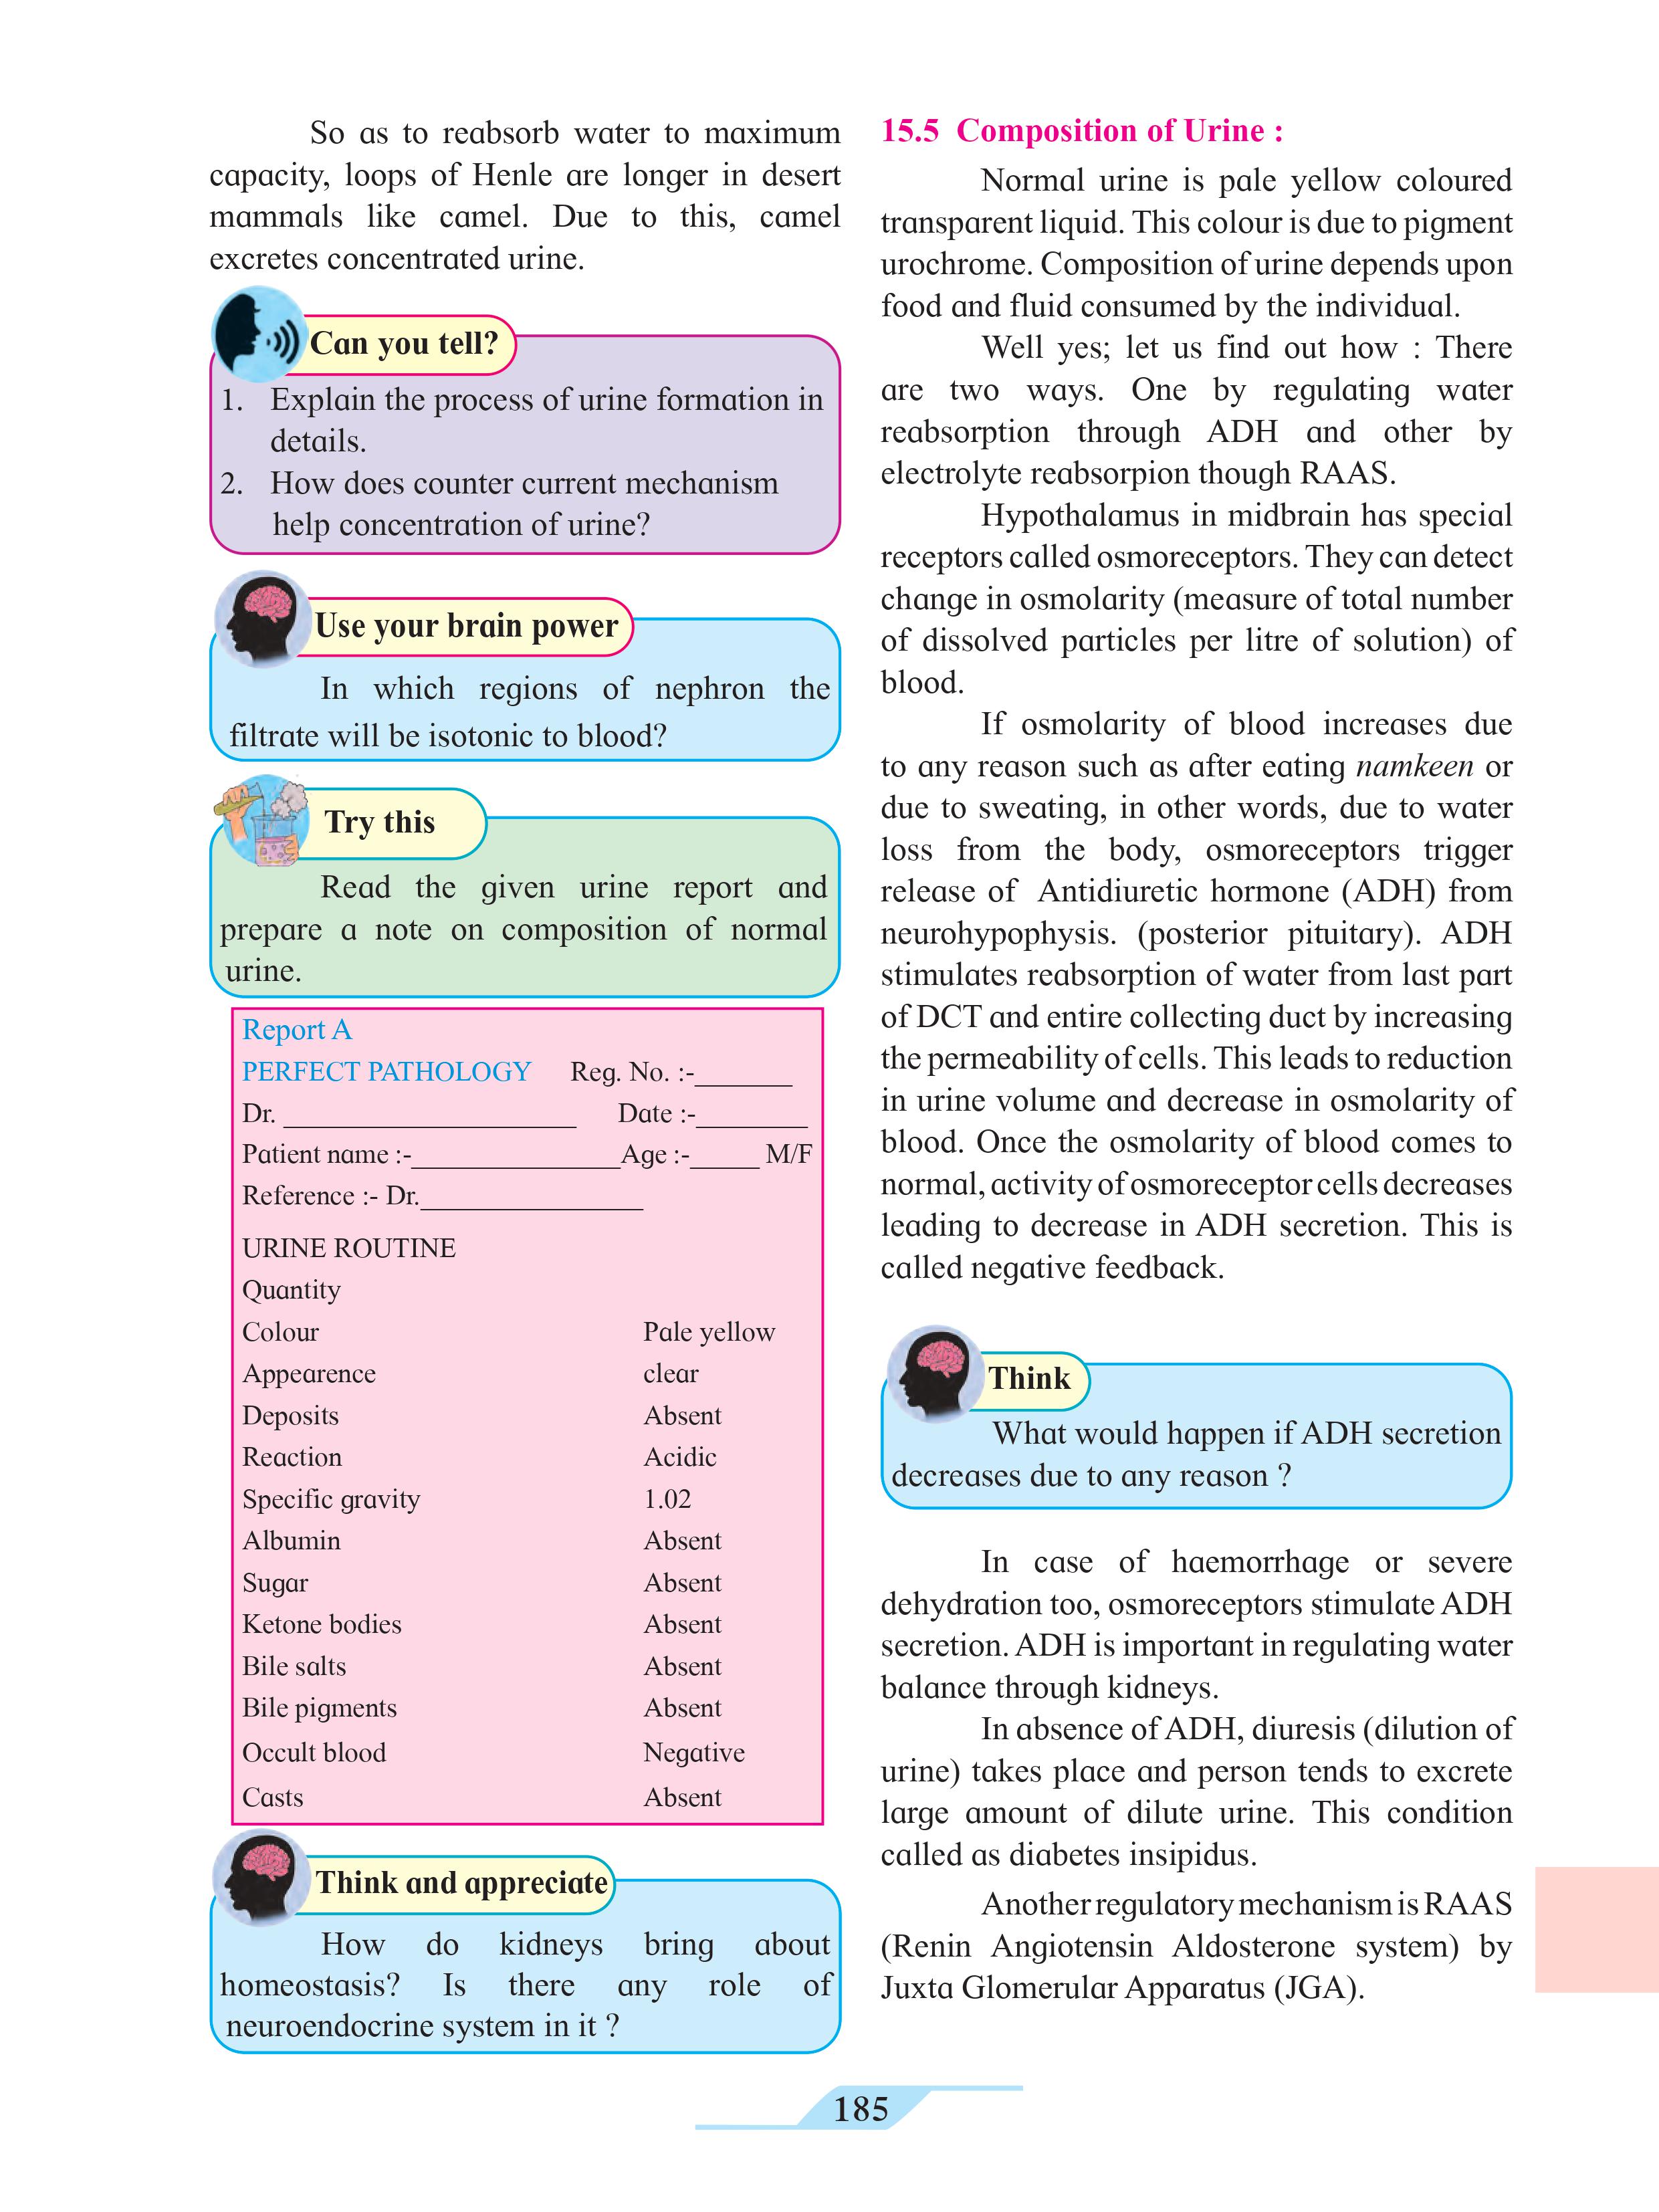 So as to reabsorb water to maximum
capacity, loops of Henle are longer in desert
mammals like camel. Due to this, camel
excretes concentrated urine.
Can you tell?
1. Explain the process of urine formation in
details.
2. How does counter current mechanism
help concentration of urine?
Use your brain power
In which regions of nephron the
filtrate will be isotonic to blood?
Try this
Read the given urine report and
prepare a note on composition of normal
urine.
Report A
PERFECT PATHOLOGY Reg. No. :-_______
Dr. _____________________ Date :-________
Patient name :-_______________Age :-_____ M/F
Reference :- Dr.________________
URINE ROUTINE
Quantity
Colour Pale yellow
Appearence clear
Deposits Absent
Reaction Acidic
Specific gravity 1.02
Albumin Absent
Sugar Absent
Ketone bodies Absent
Bile salts Absent
Bile pigments Absent
Occult blood Negative
Casts Absent
Think and appreciate
How do kidneys bring about
homeostasis? Is there any role of
neuroendocrine system in it ?
15.5 Composition of Urine :
Normal urine is pale yellow coloured
transparent liquid. This colour is due to pigment
urochrome. Composition of urine depends upon
food and fluid consumed by the individual.
Well yes; let us find out how : There
are two ways. One by regulating water
reabsorption through ADH and other by
electrolyte reabsorpion though RAAS.
Hypothalamus in midbrain has special
receptors called osmoreceptors. They can detect
change in osmolarity (measure of total number
of dissolved particles per litre of solution) of
blood.
If osmolarity of blood increases due
to any reason such as after eating namkeen or
due to sweating, in other words, due to water
loss from the body, osmoreceptors trigger
release of Antidiuretic hormone (ADH) from
neurohypophysis. (posterior pituitary). ADH
stimulates reabsorption of water from last part
of DCT and entire collecting duct by increasing
the permeability of cells. This leads to reduction
in urine volume and decrease in osmolarity of
blood. Once the osmolarity of blood comes to
normal, activity of osmoreceptor cells decreases
leading to decrease in ADH secretion. This is
called negative feedback.
Think
What would happen if ADH secretion
decreases due to any reason ?
In case of haemorrhage or severe
dehydration too, osmoreceptors stimulate ADH
secretion. ADH is important in regulating water
balance through kidneys.
In absence of ADH, diuresis (dilution of
urine) takes place and person tends to excrete
large amount of dilute urine. This condition
called as diabetes insipidus.
Another regulatory mechanism is RAAS
(Renin Angiotensin Aldosterone system) by
Juxta Glomerular Apparatus (JGA).
185